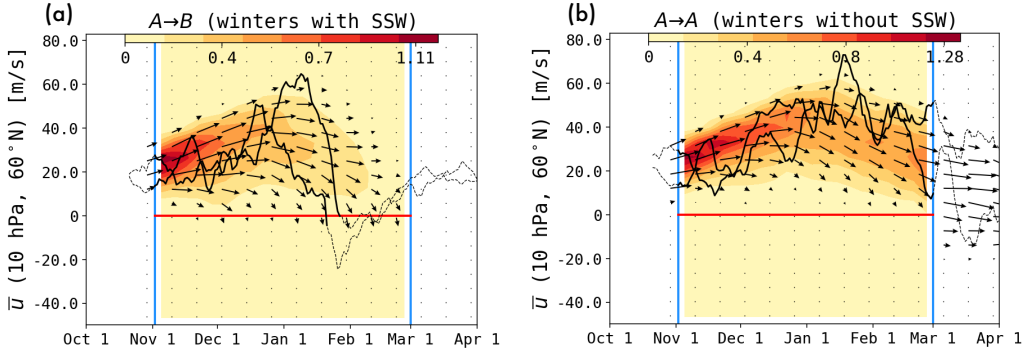 (a)
A→B (winters with SSW)
0 0.4 0.7 1.11
u̅ (10 hPa, 60°N) [m/s]
80.0
60.0
40.0
20.0
0
-20.0
-40.0
Oct 1 Nov 1 Dec 1 Jan 1 Feb 1 Mar 1 Apr 1
(b)
A→A (winters without SSW)
0 0.4 0.8 1.28
u̅ (10 hPa, 60°N) [m/s]
80.0
60.0
40.0
20.0
0
-20.0
-40.0
Oct 1 Nov 1 Dec 1 Jan 1 Feb 1 Mar 1 Apr 1